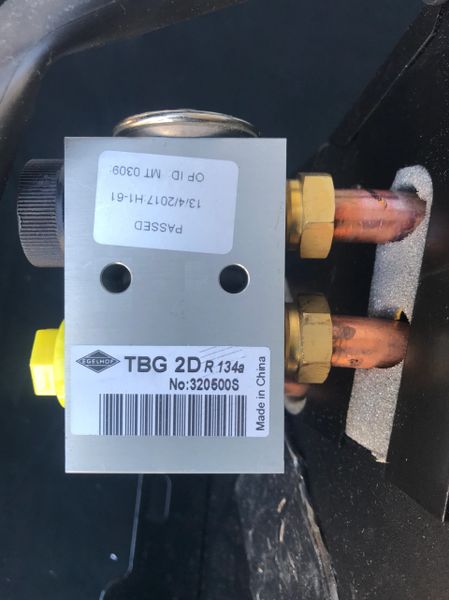 OP ID MT 0309
13/4/2017.H1-61
PASSED
EGELHOF
TBG 2D R 134a
No:320500S
Made in China